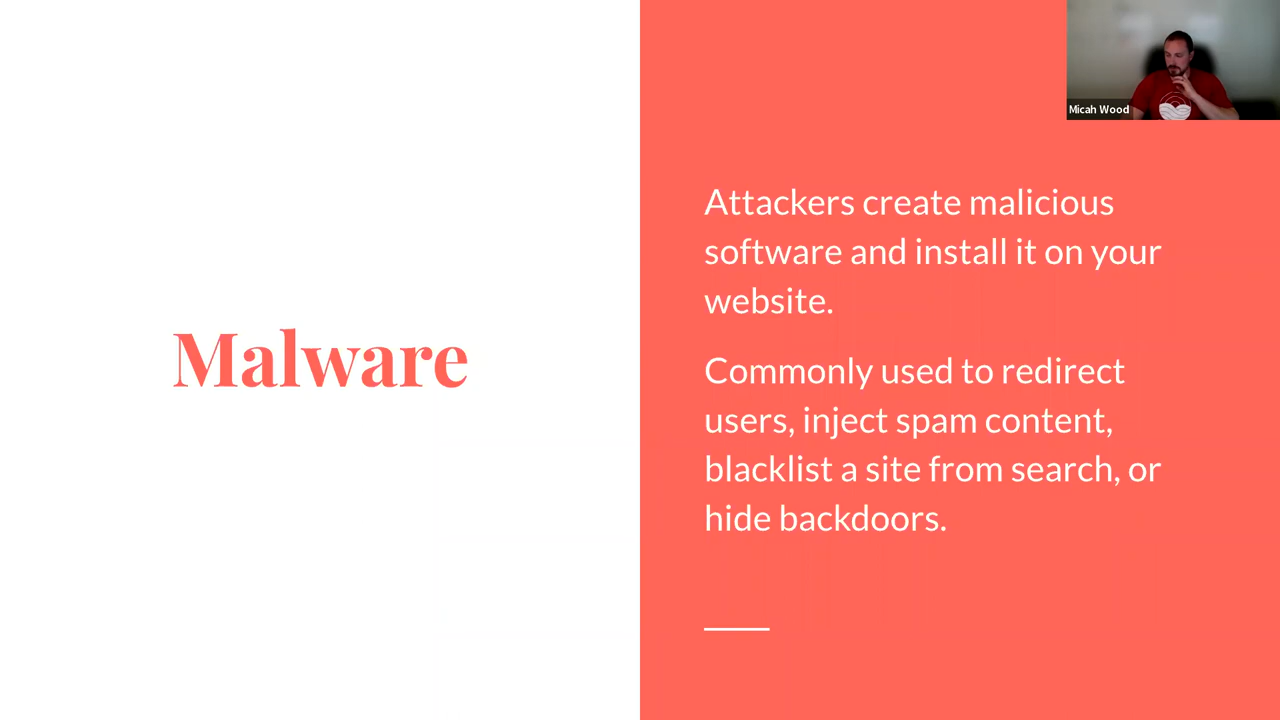 Micah Wood
Malware
Attackers create malicious
software and install it on your
website.
Commonly used to redirect
users, inject spam content,
blacklist a site from search, or
hide backdoors.